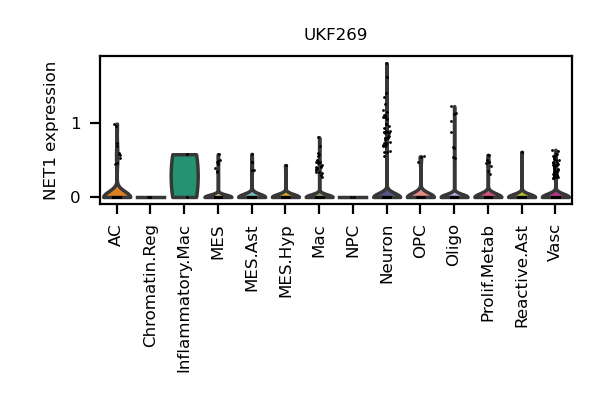 UKF269
NET1 expression
1
0
AC
Chromatin.Reg
Inflammatory.Mac
MES
MES.Ast
MES.Hyp
Mac
NPC
Neuron
OPC
Oligo
Prolif.Metab
Reactive.Ast
Vasc